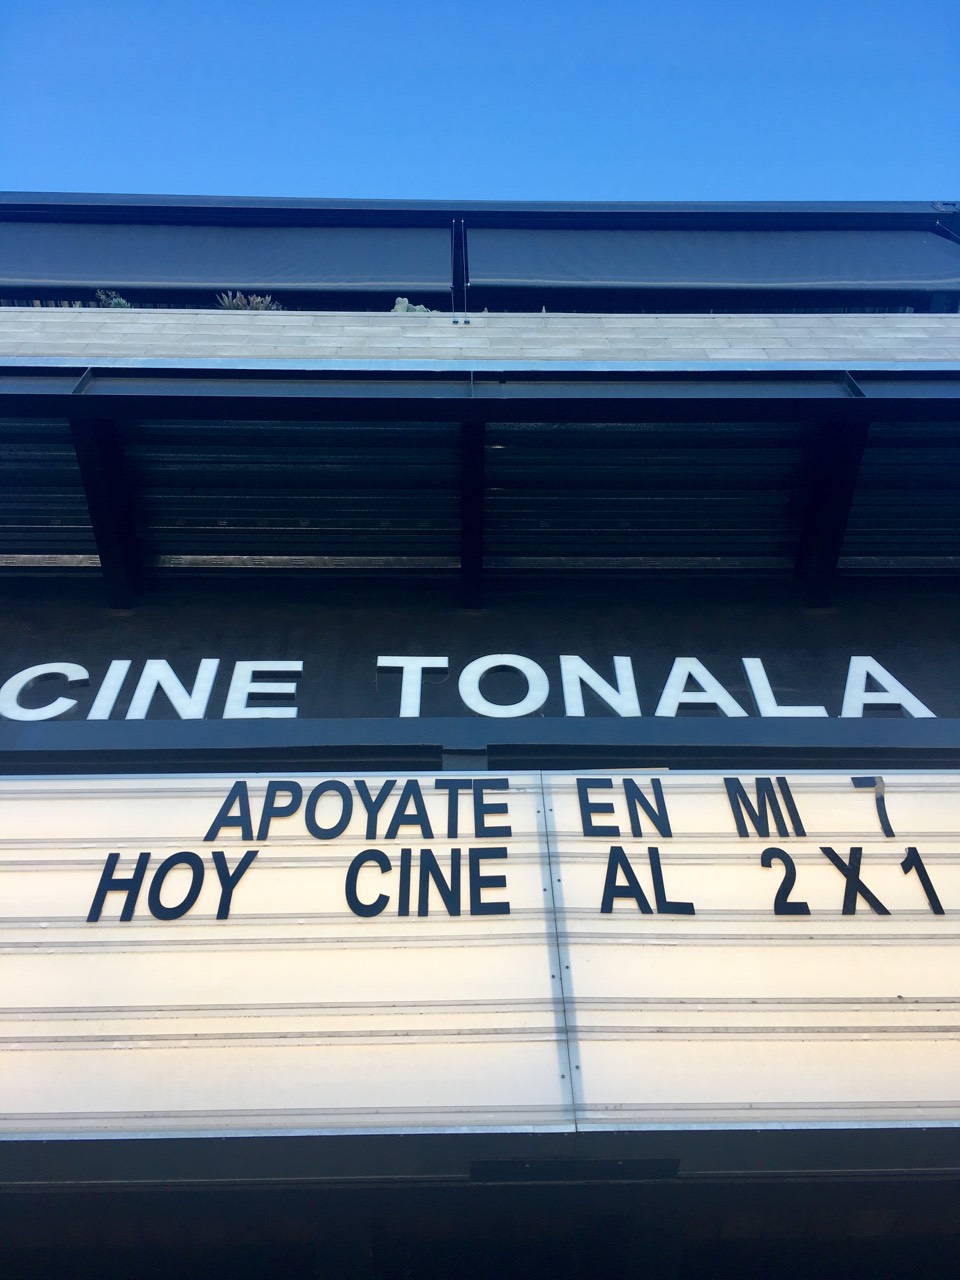 CINE TONALA
APOYATE EN MI 7
HOY CINE AL 2X1